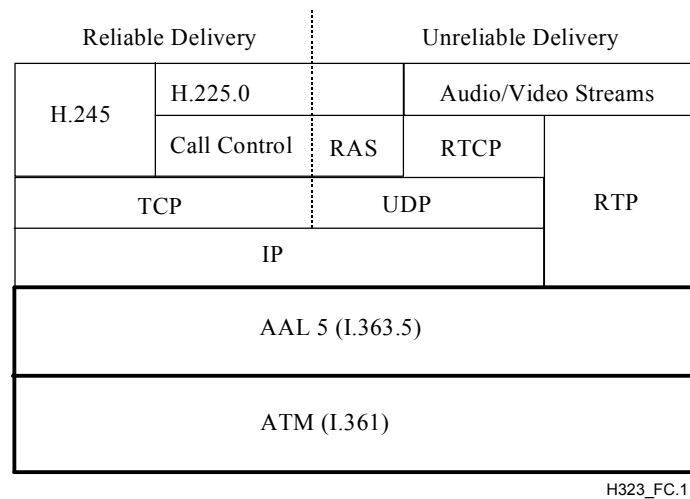 Reliable Delivery
Unreliable Delivery
H.245
H.225.0
Audio/Video Streams
Call Control
RAS
RTCP
RTP
TCP
UDP
IP
AAL 5 (I.363.5)
ATM (I.361)
H323_FC.1